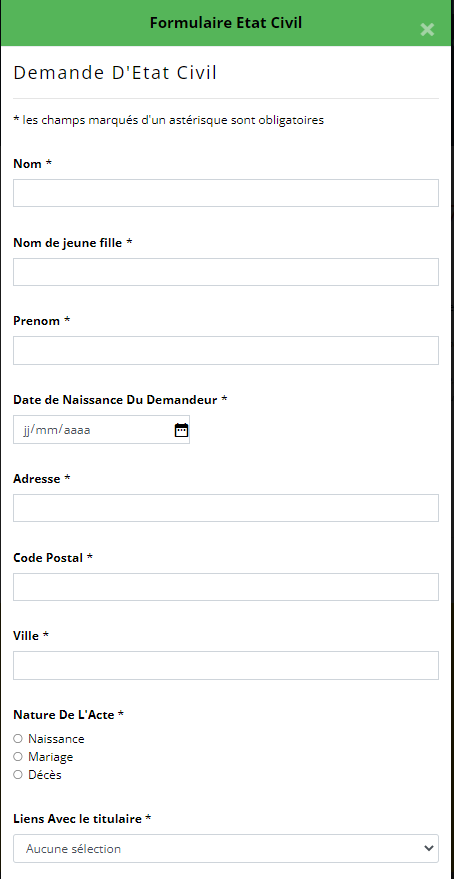 Formulaire Etat Civil
×
Demande D'Etat Civil
* les champs marqués d'un astérisque sont obligatoires
Nom *
Nom de jeune fille *
Prenom *
Date de Naissance Du Demandeur *
jj/mm/aaaa
Adresse *
Code Postal *
Ville *
Nature De L'Acte *
Naissance
Mariage
Décès
Liens Avec le titulaire *
Aucune sélection